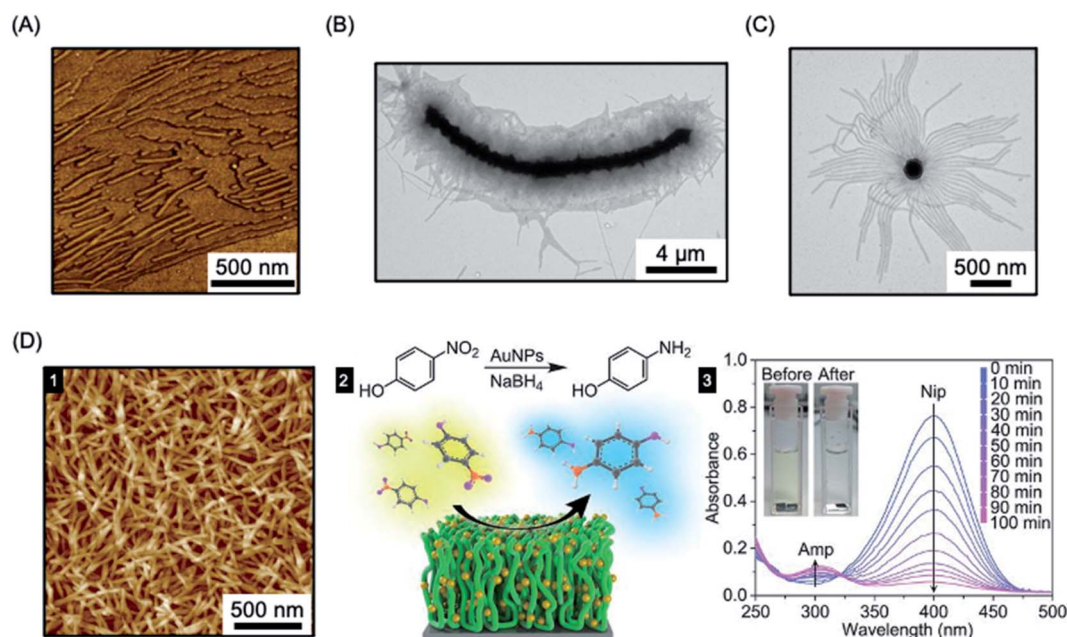 (A)
500 nm
(B)
4 μm
(C)
500 nm
(D)
1
500 nm
2
NO₂
HO
AuNPs
NaBH₄
NH₂
HO
3
Absorbance
1.0
0.8
0.6
0.4
0.2
0.0
Before After
Nip
Amp
0 min
10 min
20 min
30 min
40 min
50 min
60 min
70 min
80 min
90 min
100 min
250 300 350 400 450 500
Wavelength (nm)